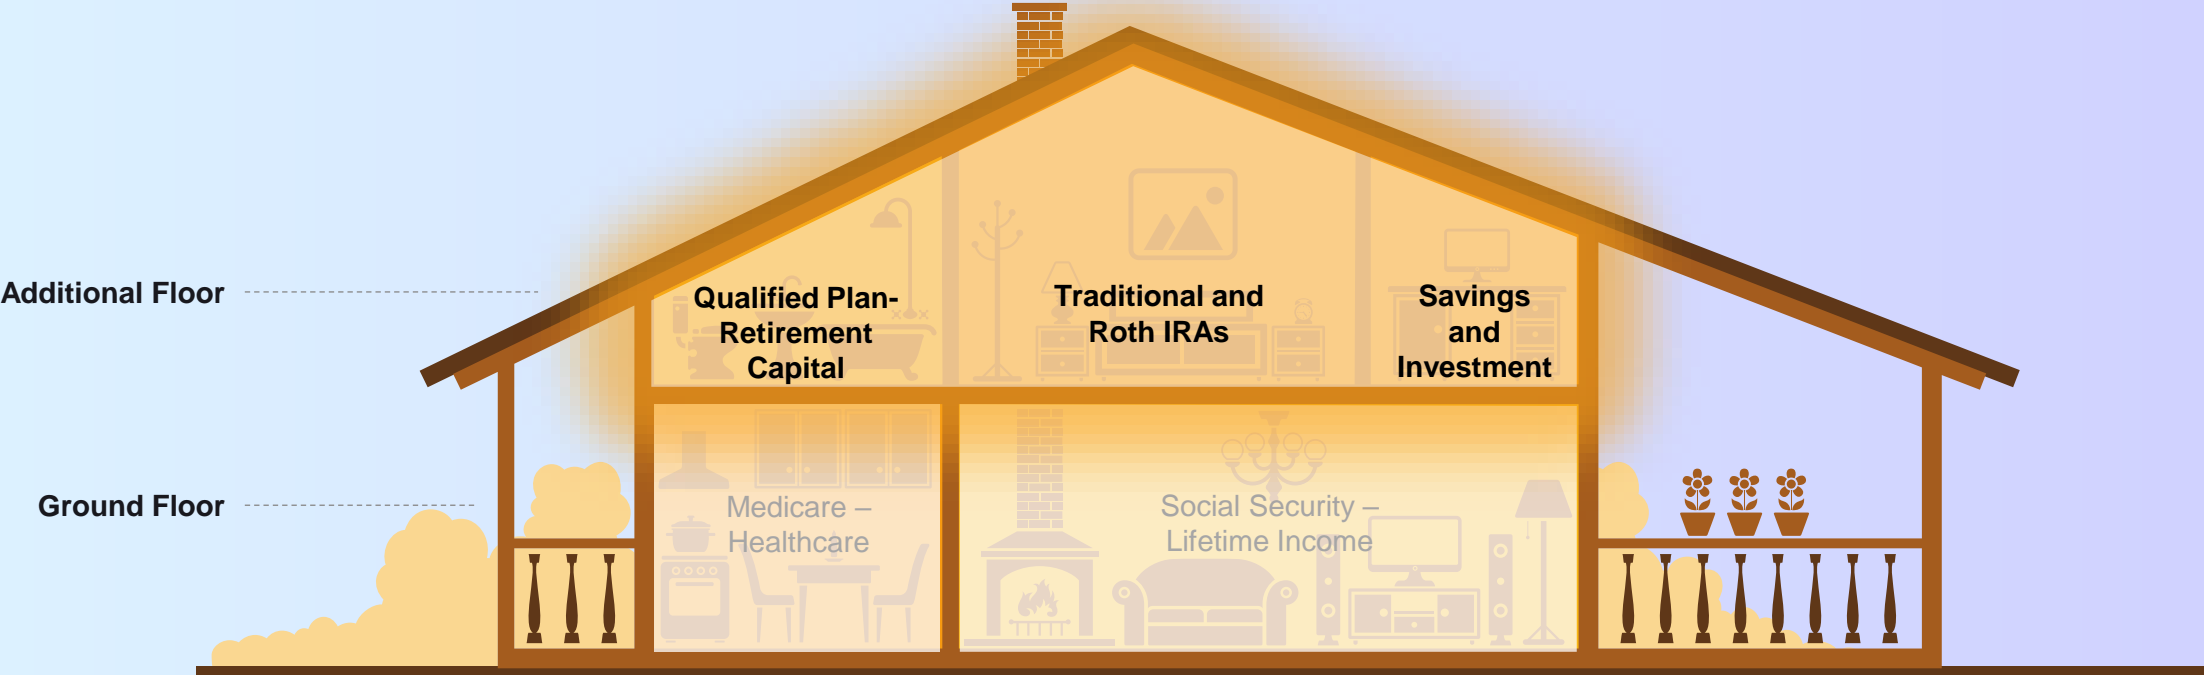 Additional Floor
Qualified Plan-
Retirement
Capital
Traditional and
Roth IRAs
Savings
and
Investment
Ground Floor
Medicare –
Healthcare
Social Security –
Lifetime Income